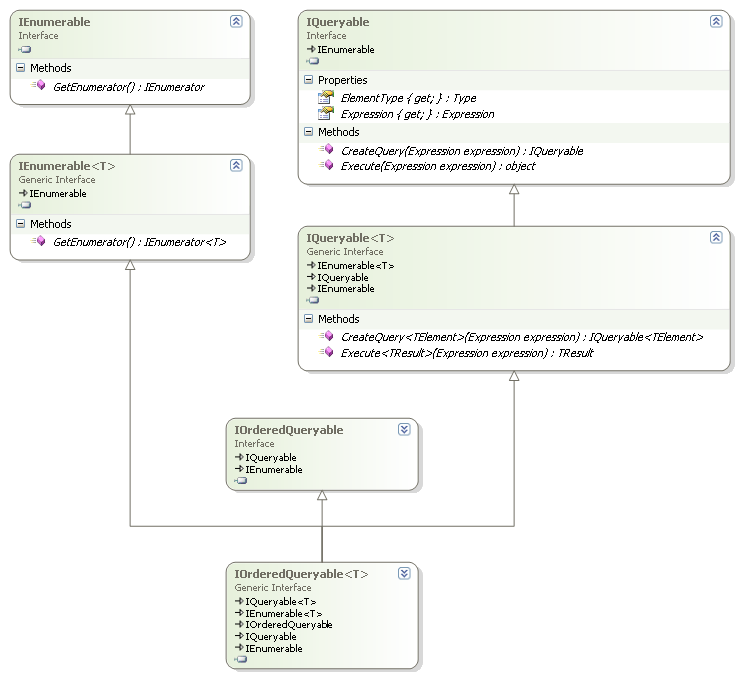 IEnumerable
Interface
Methods
GetEnumerator() : IEnumerator
IQueryable
Interface
IEnumerable
Properties
ElementType { get; } : Type
Expression { get; } : Expression
Methods
CreateQuery(Expression expression) : IQueryable
Execute(Expression expression) : object
IEnumerable<T>
Generic Interface
IEnumerable
Methods
GetEnumerator() : IEnumerator<T>
IQueryable<T>
Generic Interface
IEnumerable<T>
IQueryable
IEnumerable
Methods
CreateQuery<TElement>(Expression expression) : IQueryable<TElement>
Execute<TResult>(Expression expression) : TResult
IOrderedQueryable
Interface
IQueryable
IEnumerable
IOrderedQueryable<T>
Generic Interface
IQueryable<T>
IEnumerable<T>
IOrderedQueryable
IQueryable
IEnumerable